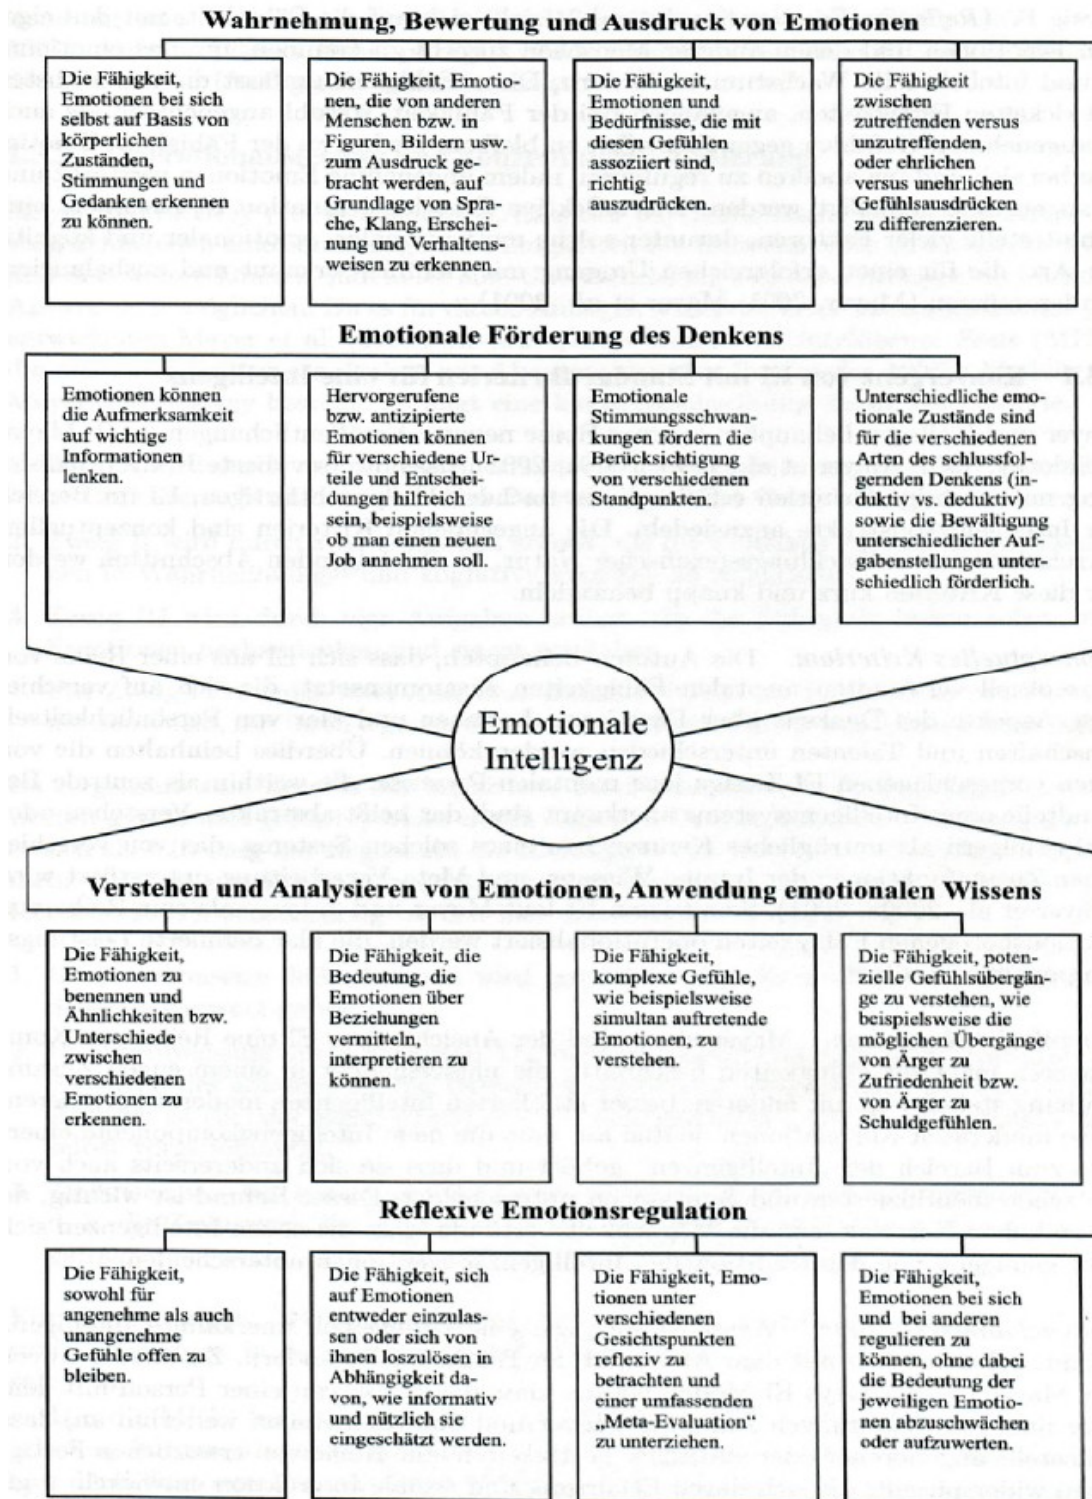 Wahrnehmung, Bewertung und Ausdruck von Emotionen
Die Fähigkeit,
Emotionen bei sich
selbst auf Basis von
körperlichen
Zuständen,
Stimmungen und
Gedanken erkennen
zu können.
Die Fähigkeit, Emotio-
nen, die von anderen
Menschen bzw. in
Figuren, Bildern usw.
zum Ausdruck ge-
bracht werden, auf
Grundlage von Spra-
che, Klang, Erschei-
nung und Verhaltens-
weisen zu erkennen.
Die Fähigkeit,
Emotionen und
Bedürfnisse, die mit
diesen Gefühlen
assoziiert sind,
richtig
auszudrücken.
Die Fähigkeit
zwischen
zutreffenden versus
unzutreffenden,
oder ehrlichen
versus unehrlichen
Gefühlsausdrücken
zu differenzieren.
Emotionale Förderung des Denkens
Emotionen können
die Aufmerksamkeit
auf wichtige
Informationen
lenken.
Hervorgerufene
bzw. antizipierte
Emotionen können
für verschiedene Ur-
teile und Entschei-
dungen hilfreich
sein, beispielsweise
ob man einen neuen
Job annehmen soll.
Emotionale
Stimmungsschwan-
kungen fördern die
Berücksichtigung
von verschiedenen
Standpunkten.
Unterschiedliche emo-
tionale Zustände sind
für die verschiedenen
Arten des schlussfol-
gernden Denkens (in-
duktiv vs. deduktiv)
sowie die Bewältigung
unterschiedlicher Auf-
gabenstellungen unter-
schiedlich förderlich.
Emotionale
Intelligenz
Verstehen und Analysieren von Emotionen, Anwendung emotionalen Wissens
Die Fähigkeit,
Emotionen zu
benennen und
Ähnlichkeiten bzw.
Unterschiede
zwischen
verschiedenen
Emotionen zu
erkennen.
Die Fähigkeit, die
Bedeutung, die
Emotionen über
Beziehungen
vermitteln,
interpretieren zu
können.
Die Fähigkeit,
komplexe Gefühle,
wie beispielsweise
simultan auftretende
Emotionen, zu
verstehen.
Die Fähigkeit, poten-
zielle Gefühlsübergän-
ge zu verstehen, wie
beispielsweise die
möglichen Übergänge
von Ärger zu
Zufriedenheit bzw.
von Ärger zu
Schuldgefühlen.
Reflexive Emotionsregulation
Die Fähigkeit,
sowohl für
angenehme als auch
unangenehme
Gefühle offen zu
bleiben.
Die Fähigkeit, sich
auf Emotionen
entweder einzulas-
sen oder sich von
ihnen loszulösen in
Abhängigkeit da-
von, wie informativ
und nützlich sie
eingeschätzt werde
Die Fähigkeit, Emo-
tionen unter
verschiedenen
Gesichtspunkten
reflexiv zu
betrachten und
einer umfassenden
„Meta-Evaluation“
zu unterziehen.
Die Fähigkeit,
Emotionen bei sich
und bei anderen
regulieren zu
können, ohne dabei
die Bedeutung der
jeweiligen Emotio-
nen abzuschwächen
oder aufzuwerten.